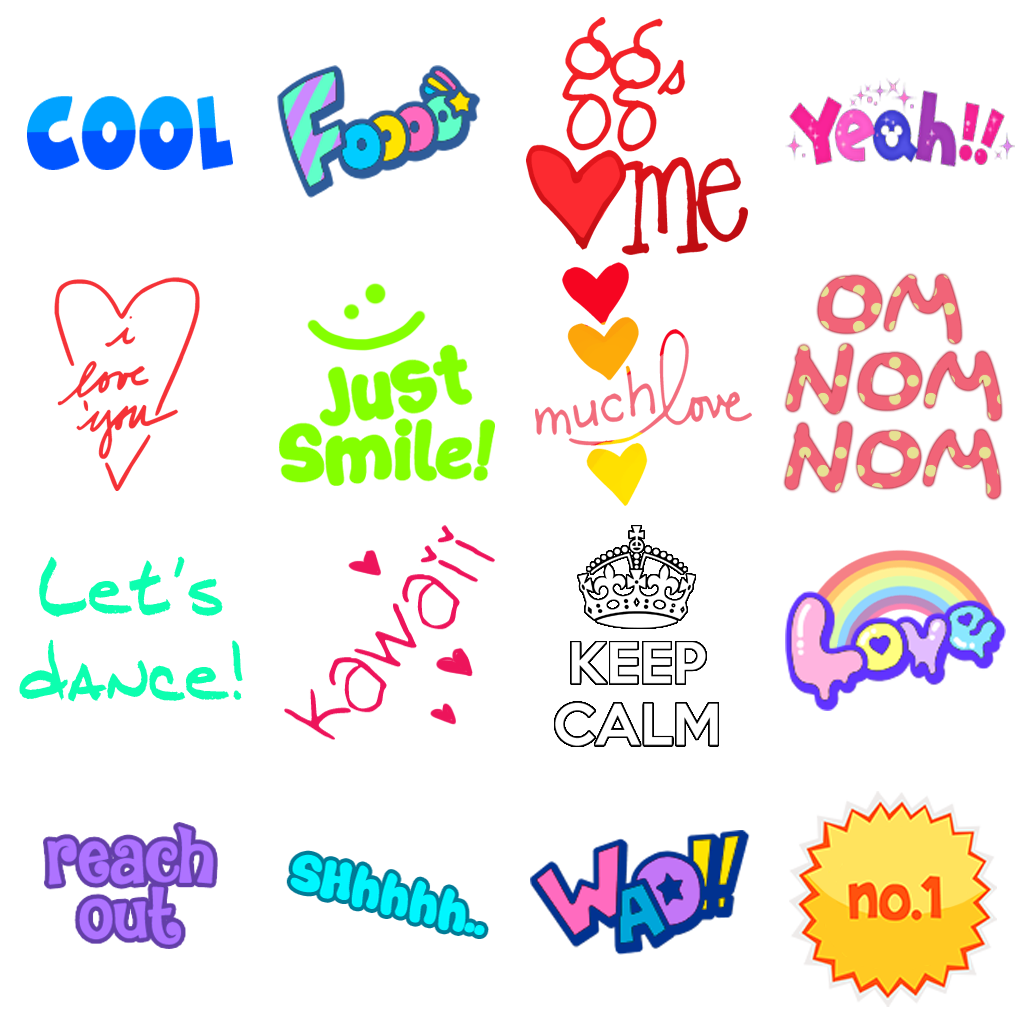 COOL
Foooo
ggs
me
Yeah!!
i
love
you
Just
Smile!
much love
OM
NOM
NOM
Let's
dANce!
Kawaii
KEEP
CALM
Love
reach
out
SHhhhh..
WAO!!
no.1